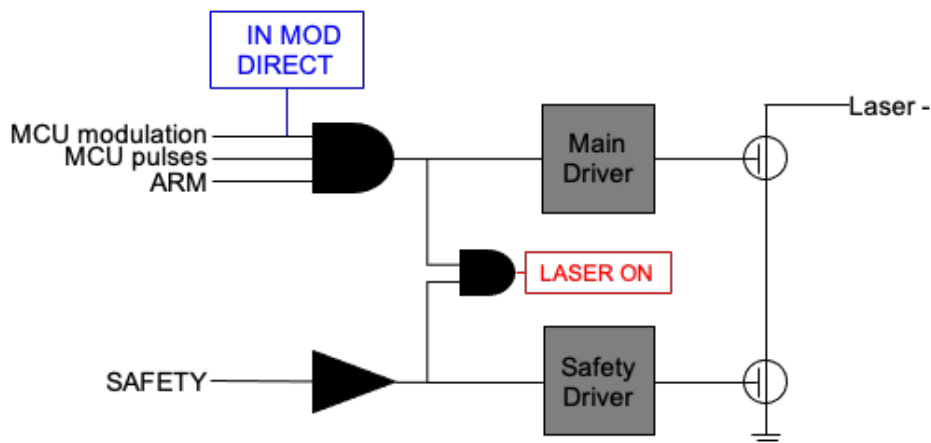 IN MOD
DIRECT
MCU modulation
MCU pulses
ARM
Main
Driver
Laser -
LASER ON
SAFETY
Safety
Driver